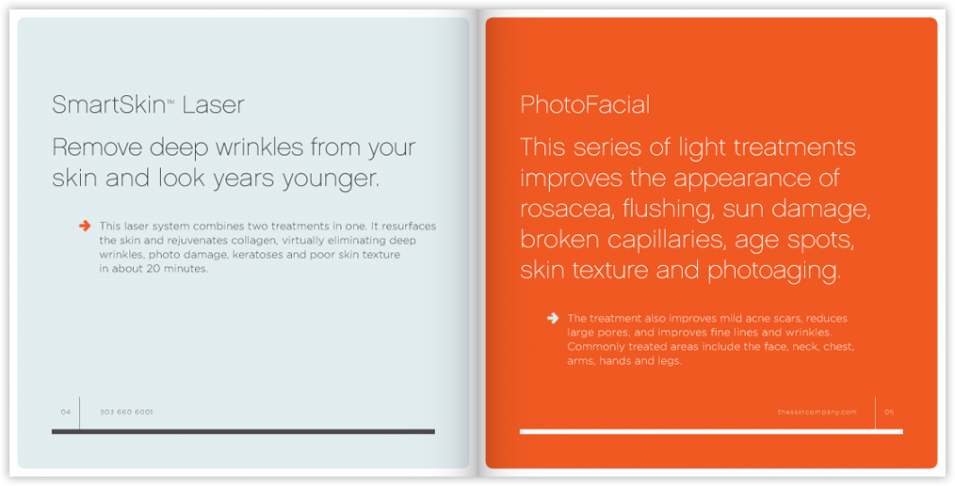 SmartSkin™ Laser
Remove deep wrinkles from your
skin and look years younger.
This laser system combines two treatments in one. It resurfaces
the skin and rejuvenates collagen, virtually eliminating deep
wrinkles, photo damage, keratoses and poor skin texture
in about 20 minutes.
04
303 660 6001
PhotoFacial
This series of light treatments
improves the appearance of
rosacea, flushing, sun damage,
broken capillaries, age spots,
skin texture and photoaging.
The treatment also improves mild acne scars, reduces
large pores, and improves fine lines and wrinkles.
Commonly treated areas include the face, neck, chest,
arms, hands and legs.
theskincompany.com
05